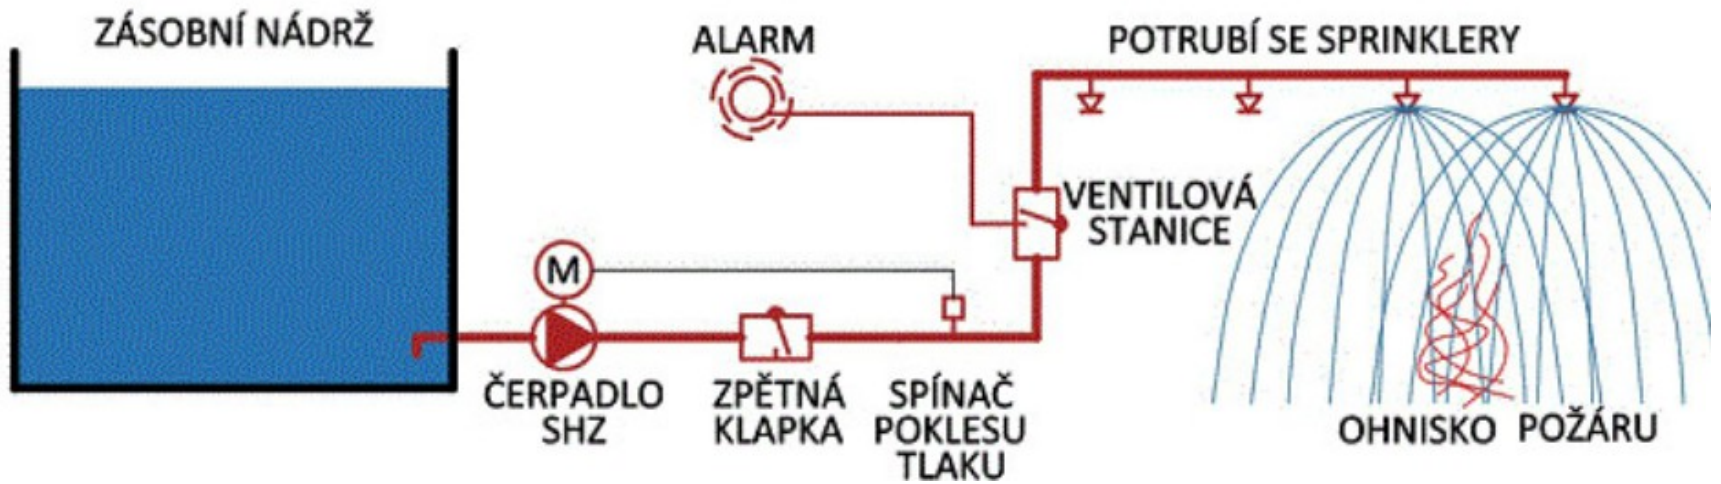 ZÁSOBNÍ NÁDRŽ
ALARM
POTRUBÍ SE SPRINKLERY
VENTILOVÁ
STANICE
M
ČERPADLO
SHZ
ZPĚTNÁ
KLAPKA
SPÍNAČ
POKLESU
TLAKU
OHNISKO POŽÁRU